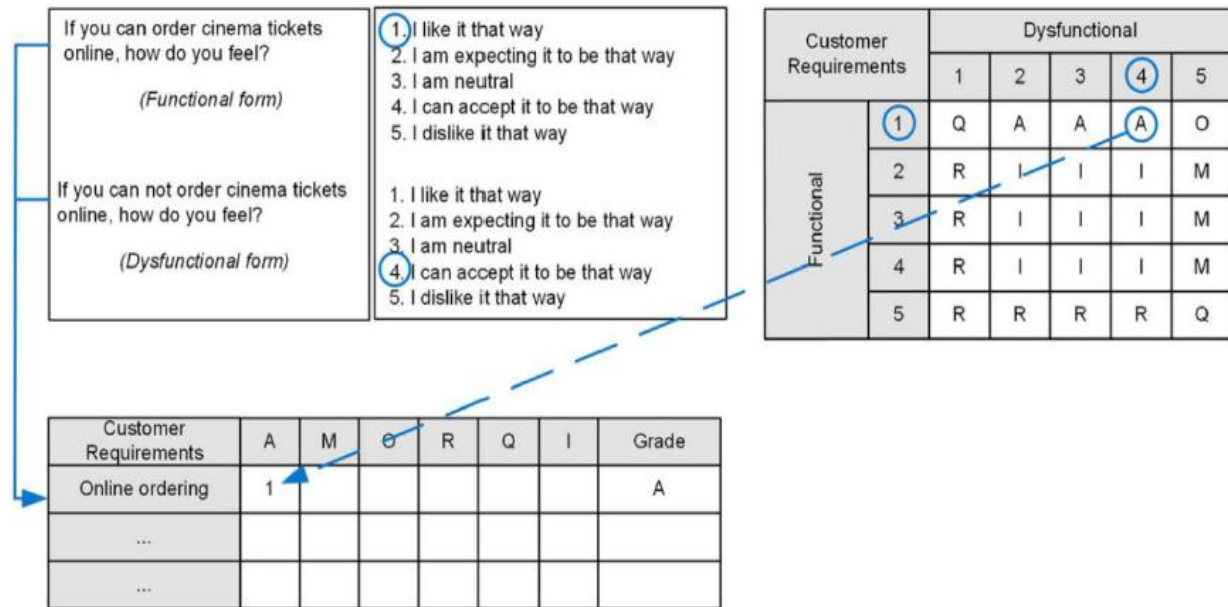 If you can order cinema tickets
online, how do you feel?
(Functional form)
If you can not order cinema tickets
online, how do you feel?
(Dysfunctional form)
1. I like it that way
2. I am expecting it to be that way
3. I am neutral
4. I can accept it to be that way
5. I dislike it that way
1. I like it that way
2. I am expecting it to be that way
3. I am neutral
4. I can accept it to be that way
5. I dislike it that way
Customer
Requirements
Dysfunctional
1 2 3 4 5
Functional
1 Q A A A O
2 R I I I M
3 R I I I M
4 R I I I M
5 R R R R Q
Customer
Requirements
A M O R Q I Grade
Online ordering 1 A
...
...